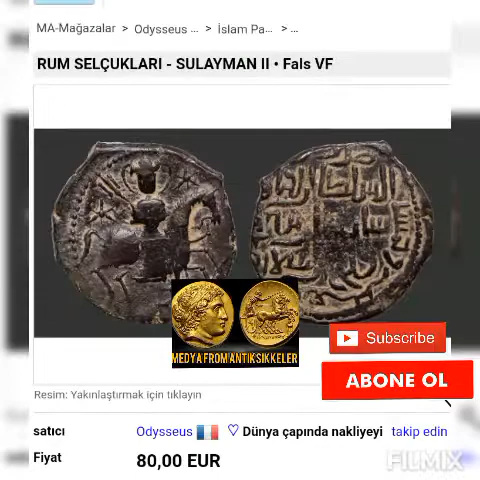 MA-Mağazalar > Odysseus ... > İslam Pa... > ...
RUM SELÇUKLARI - SULAYMAN II • Fals VF
MEDYA FROM ANTIK SIKKELER
Subscribe
ABONE OL
Resim: Yakınlaştırmak için tıklayın
satıcı Odysseus ♡ Dünya çapında nakliyeyi takip edin
Fiyat 80,00 EUR
FILMIX